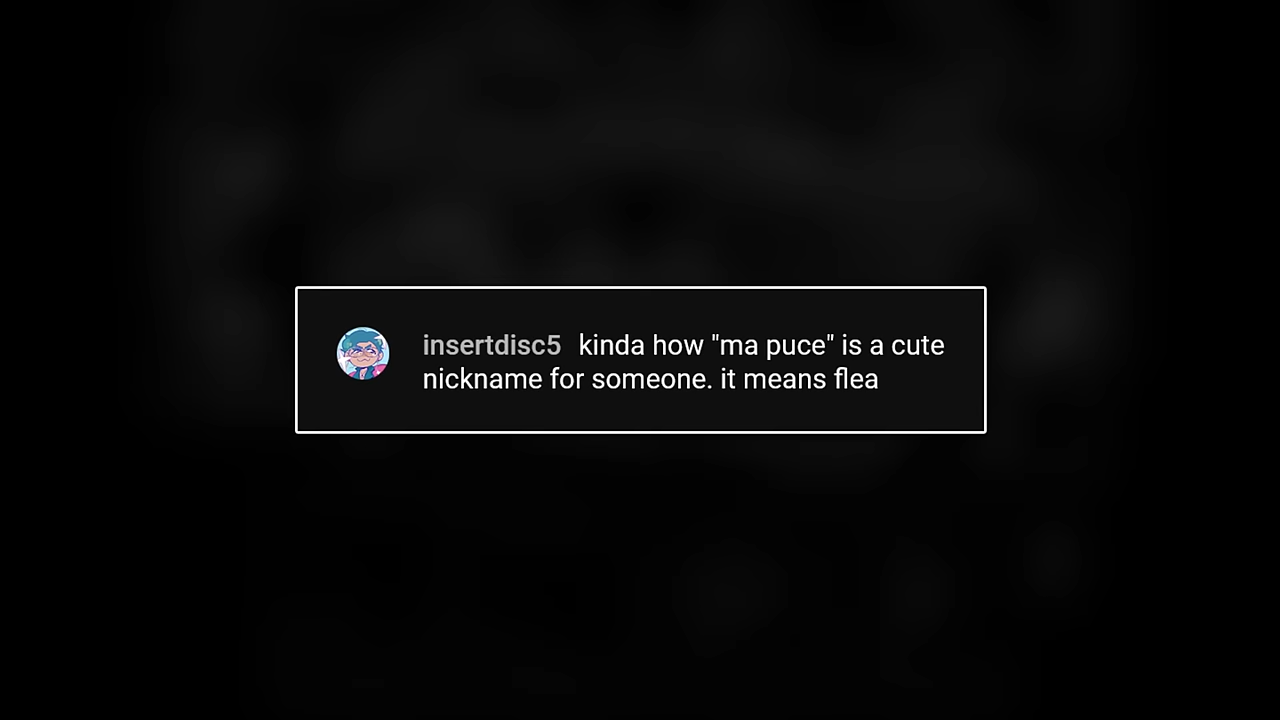 insertdisc5 kinda how "ma puce" is a cute
nickname for someone. it means flea